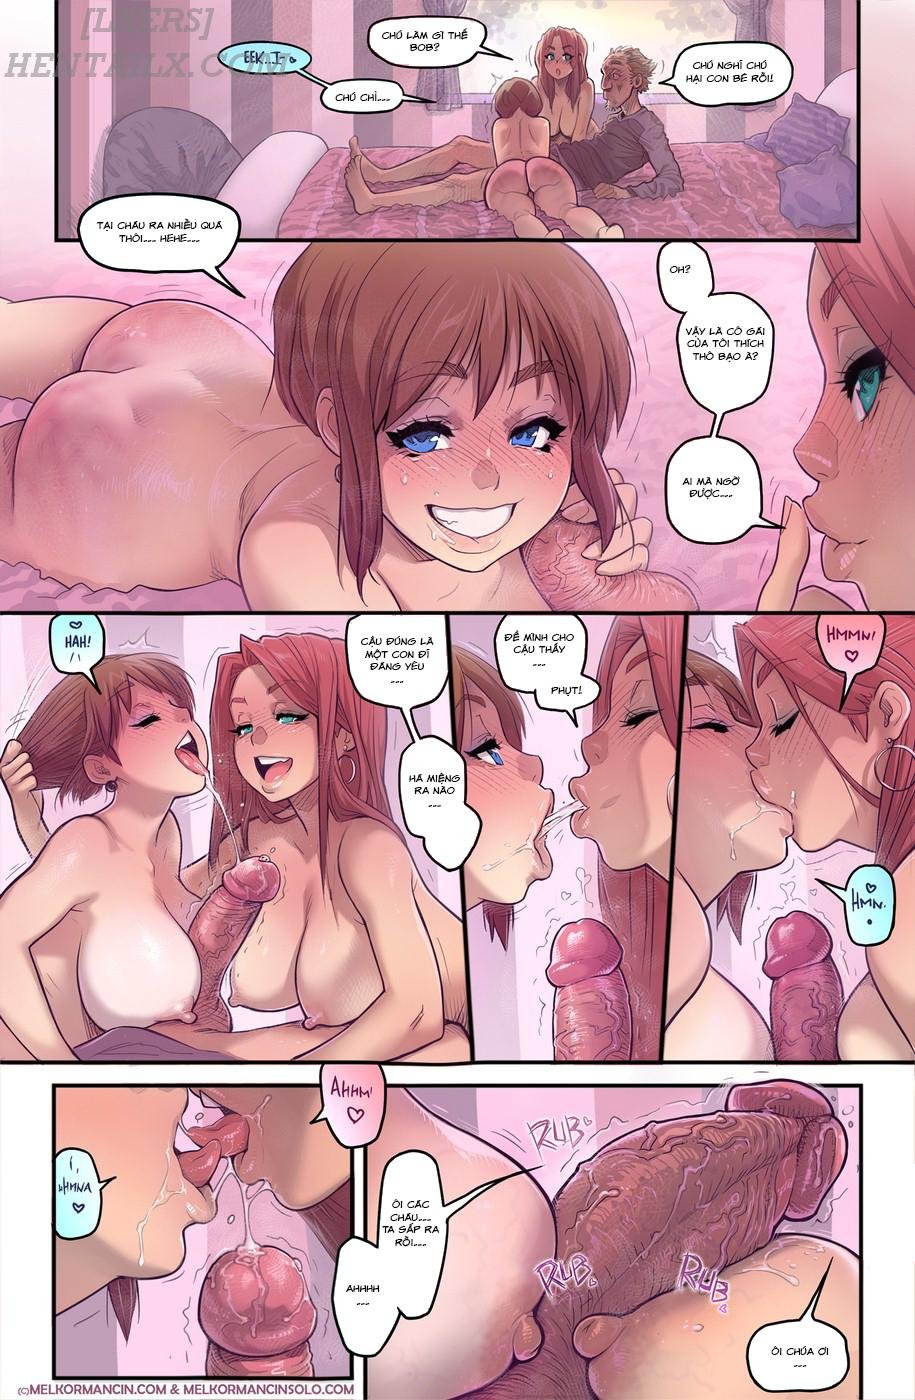 [LXERS]
HENTAILX.COM
EEK...I-
CHÚ LÀM GÌ THẾ
BOB?
CHÚ CHỈ...
CHÚ NGHĨ CHÚ
HẠI CON BÉ RỒI!
TẠI CHÁU RA NHIỀU QUÁ
THÔI... HEHE...
OH?
VẬY LÀ CÔ GÁI
CỦA TÔI THÍCH
THÔ BẠO À?
AI MÀ NGỜ
ĐƯỢC...
HAH!
CẬU ĐÚNG LÀ
MỘT CON ĐĨ
ĐÁNG YÊU
...
HÁ MIỆNG
RA NÀO
...
ĐỂ MÌNH CHO
CẬU THẤY
...
PHỤT!
HMMN!
HMN.
AHHM!
RUB
ÔI CÁC
CHÁU...
TA SẮP RA
RỒI...
AHHHH
...
RUB
RUB
ÔI CHÚA ƠI
...
(C)MELKORMANCIN.COM & MELKORMANCINSOLO.COM